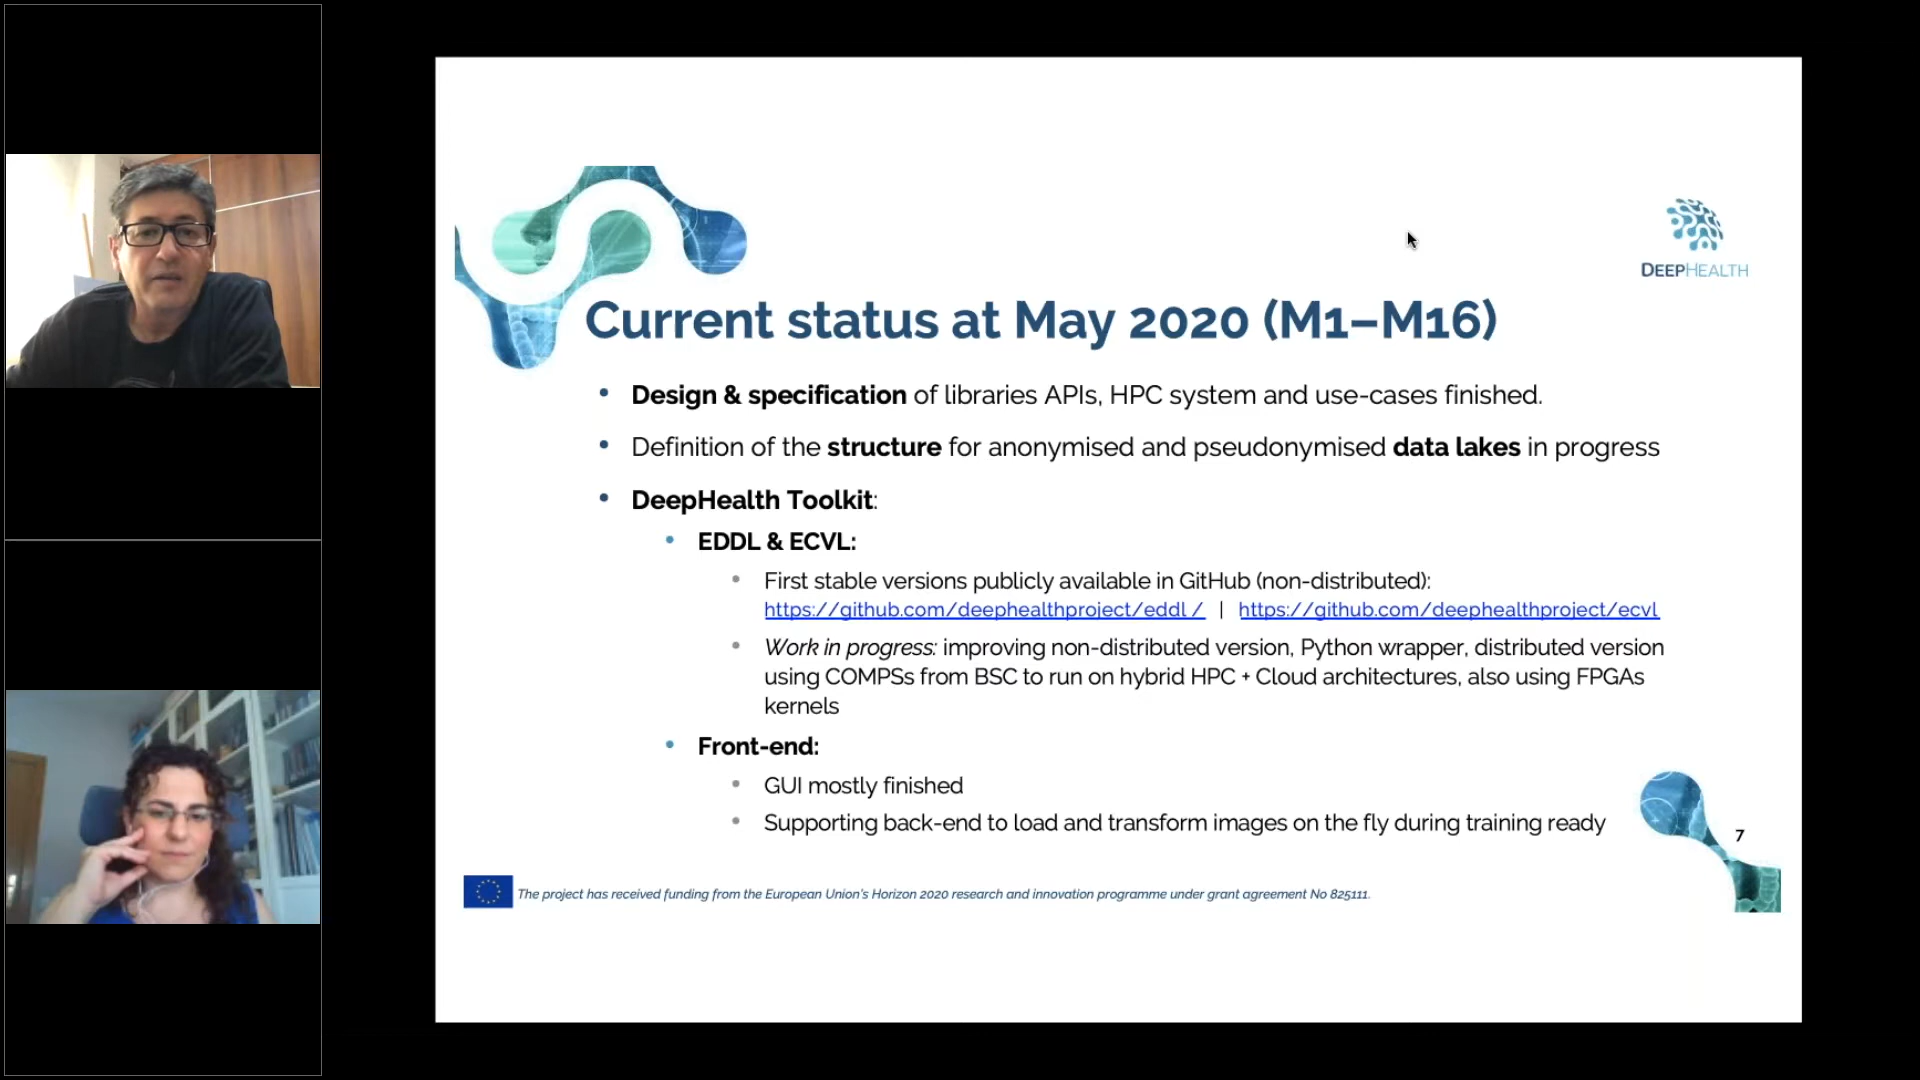 DEEPHEALTH
Current status at May 2020 (M1–M16)
• Design & specification of libraries APIs, HPC system and use-cases finished.
• Definition of the structure for anonymised and pseudonymised data lakes in progress
• DeepHealth Toolkit:
• EDDL & ECVL:
• First stable versions publicly available in GitHub (non-distributed):
https://github.com/deephealthproject/eddl / | https://github.com/deephealthproject/ecvl
• Work in progress: improving non-distributed version, Python wrapper, distributed version
using COMPSs from BSC to run on hybrid HPC + Cloud architectures, also using FPGAs
kernels
• Front-end:
• GUI mostly finished
• Supporting back-end to load and transform images on the fly during training ready
7
The project has received funding from the European Union's Horizon 2020 research and innovation programme under grant agreement No 825111.